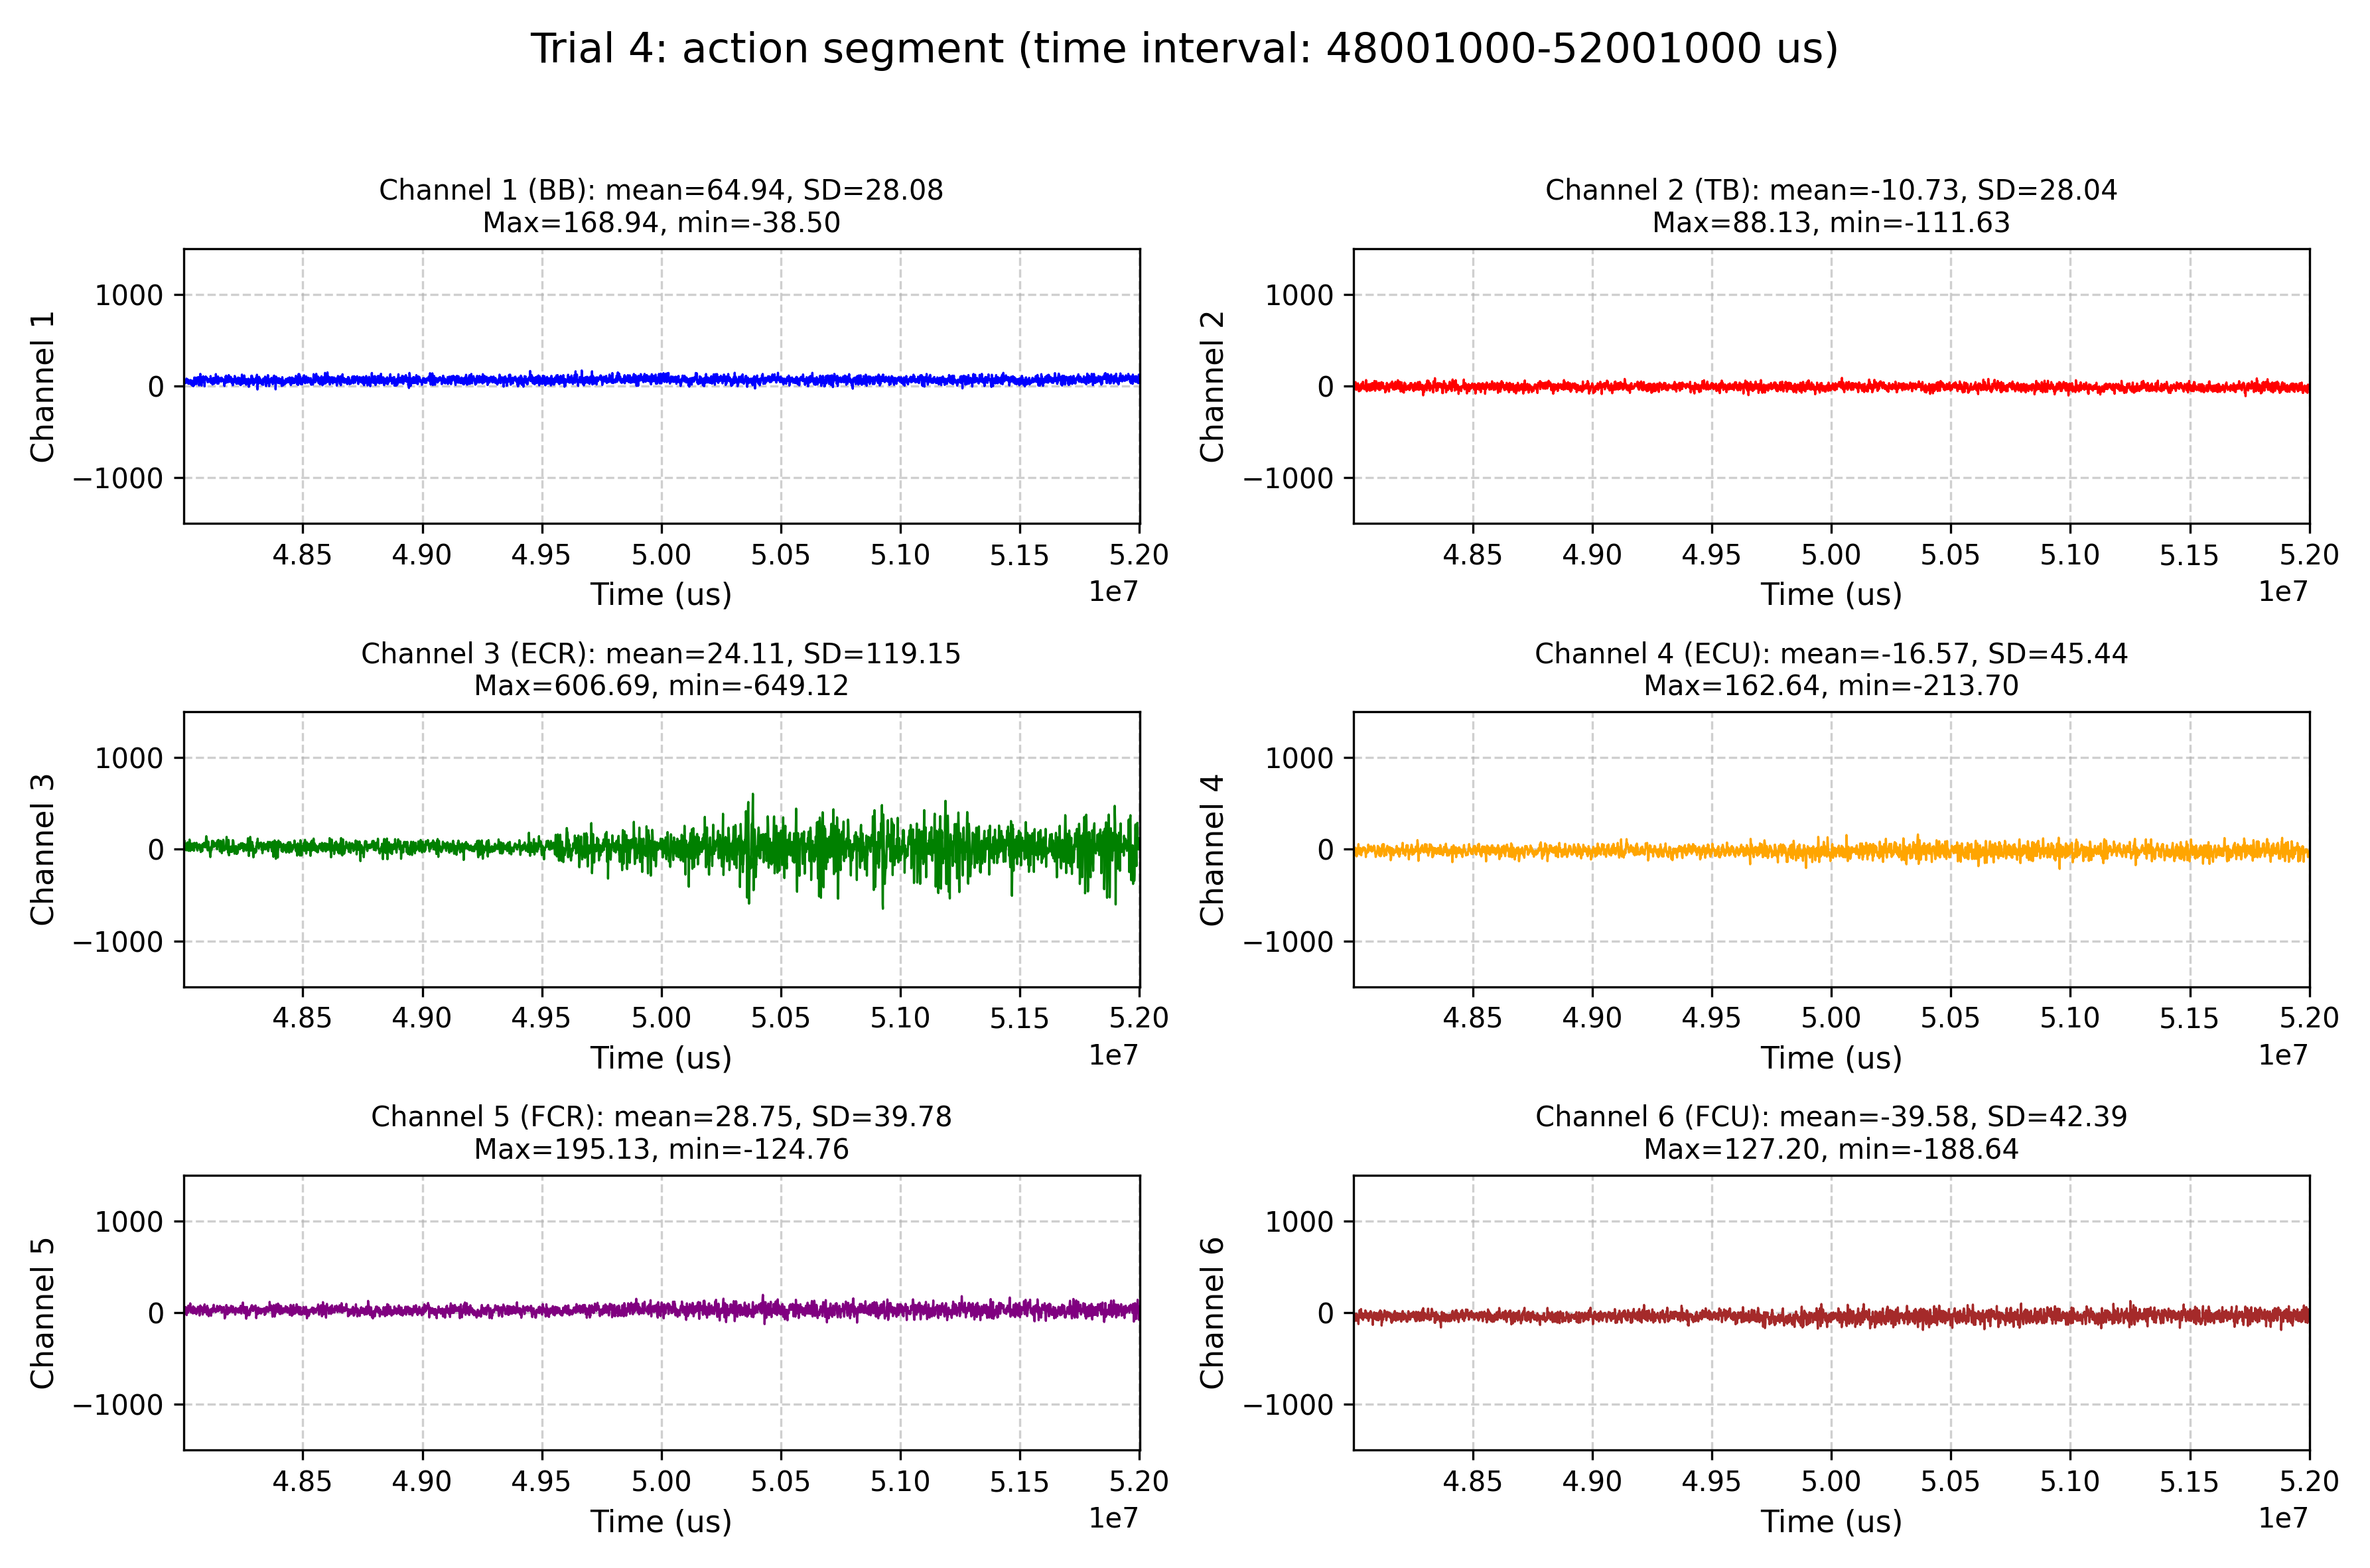 Trial 4: action segment (time interval: 48001000-52001000 us)
Channel 1 (BB): mean=64.94, SD=28.08
Max=168.94, min=-38.50
Channel 1
1000
0
−1000
4.85 4.90 4.95 5.00 5.05 5.10 5.15 5.20
1e7
Time (us)
Channel 2 (TB): mean=-10.73, SD=28.04
Max=88.13, min=-111.63
Channel 2
1000
0
−1000
4.85 4.90 4.95 5.00 5.05 5.10 5.15 5.20
1e7
Time (us)
Channel 3 (ECR): mean=24.11, SD=119.15
Max=606.69, min=-649.12
Channel 3
1000
0
−1000
4.85 4.90 4.95 5.00 5.05 5.10 5.15 5.20
1e7
Time (us)
Channel 4 (ECU): mean=-16.57, SD=45.44
Max=162.64, min=-213.70
Channel 4
1000
0
−1000
4.85 4.90 4.95 5.00 5.05 5.10 5.15 5.20
1e7
Time (us)
Channel 5 (FCR): mean=28.75, SD=39.78
Max=195.13, min=-124.76
Channel 5
1000
0
−1000
4.85 4.90 4.95 5.00 5.05 5.10 5.15 5.20
1e7
Time (us)
Channel 6 (FCU): mean=-39.58, SD=42.39
Max=127.20, min=-188.64
Channel 6
1000
0
−1000
4.85 4.90 4.95 5.00 5.05 5.10 5.15 5.20
1e7
Time (us)